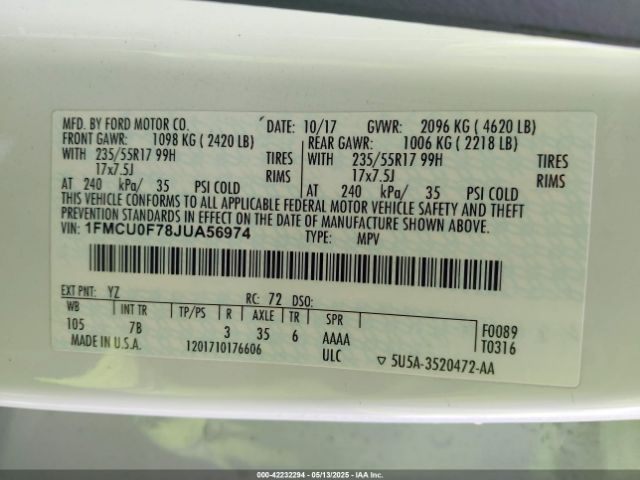 MFD. BY FORD MOTOR CO. DATE: 10/17 GVWR: 2096 KG ( 4620 LB)
FRONT GAWR: 1098 KG ( 2420 LB) REAR GAWR: 1006 KG ( 2218 LB)
WITH 235/55R17 99H TIRES WITH 235/55R17 99H TIRES
17x7.5J RIMS 17x7.5J RIMS
AT 240 kPa/ 35 PSI COLD AT 240 kPa/ 35 PSI COLD
THIS VEHICLE CONFORMS TO ALL APPLICABLE FEDERAL MOTOR VEHICLE SAFETY AND THEFT
PREVENTION STANDARDS IN EFFECT ON THE DATE OF MANUFACTURE SHOWN ABOVE.
VIN: 1FMCU0F78JUA56974 TYPE: MPV
EXT PNT: YZ RC: 72 DSO:
WB INT TR TP/PS R AXLE TR SPR F0089
105 7B 3 35 6 AAAA T0316
MADE IN U.S.A. 1201710176606 ULC ▽ 5U5A-3520472-AA
000-42232294 - 05/13/2025 - IAA Inc.